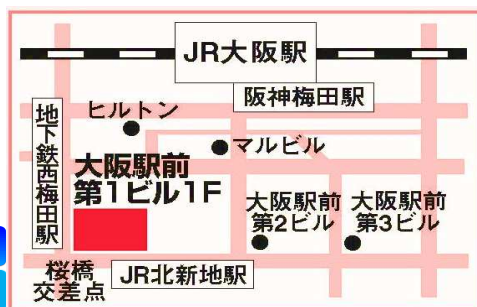 JR大阪駅
阪神梅田駅
ヒルトン
マルビル
地下鉄西梅田駅
大阪駅前
第1ビル1F
大阪駅前
第2ビル
大阪駅前
第3ビル
桜橋
交差点
JR北新地駅